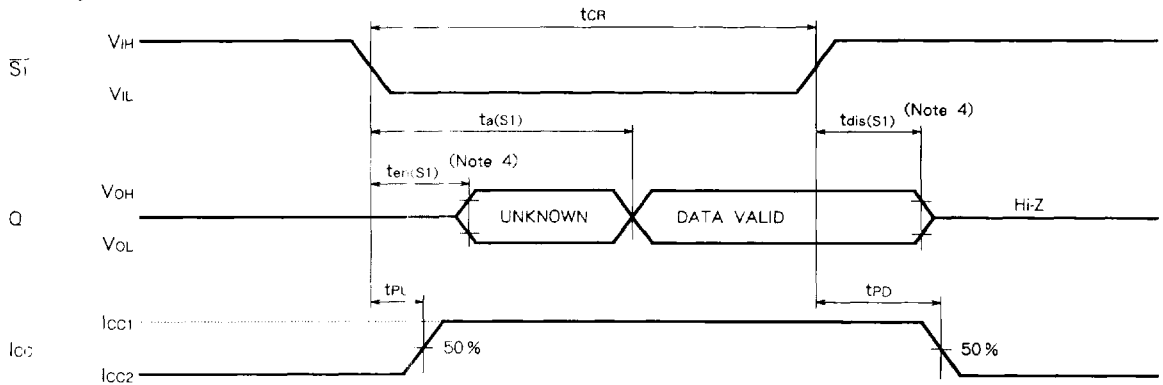 tCR
VIH
S1
VIL
ta(S1)
tdis(S1)
(Note 4)
ten(S1)
(Note 4)
VOH
Q
UNKNOWN
DATA VALID
Hi-Z
VOL
tPU
tPD
ICC1
ICC
50%
50%
ICC2